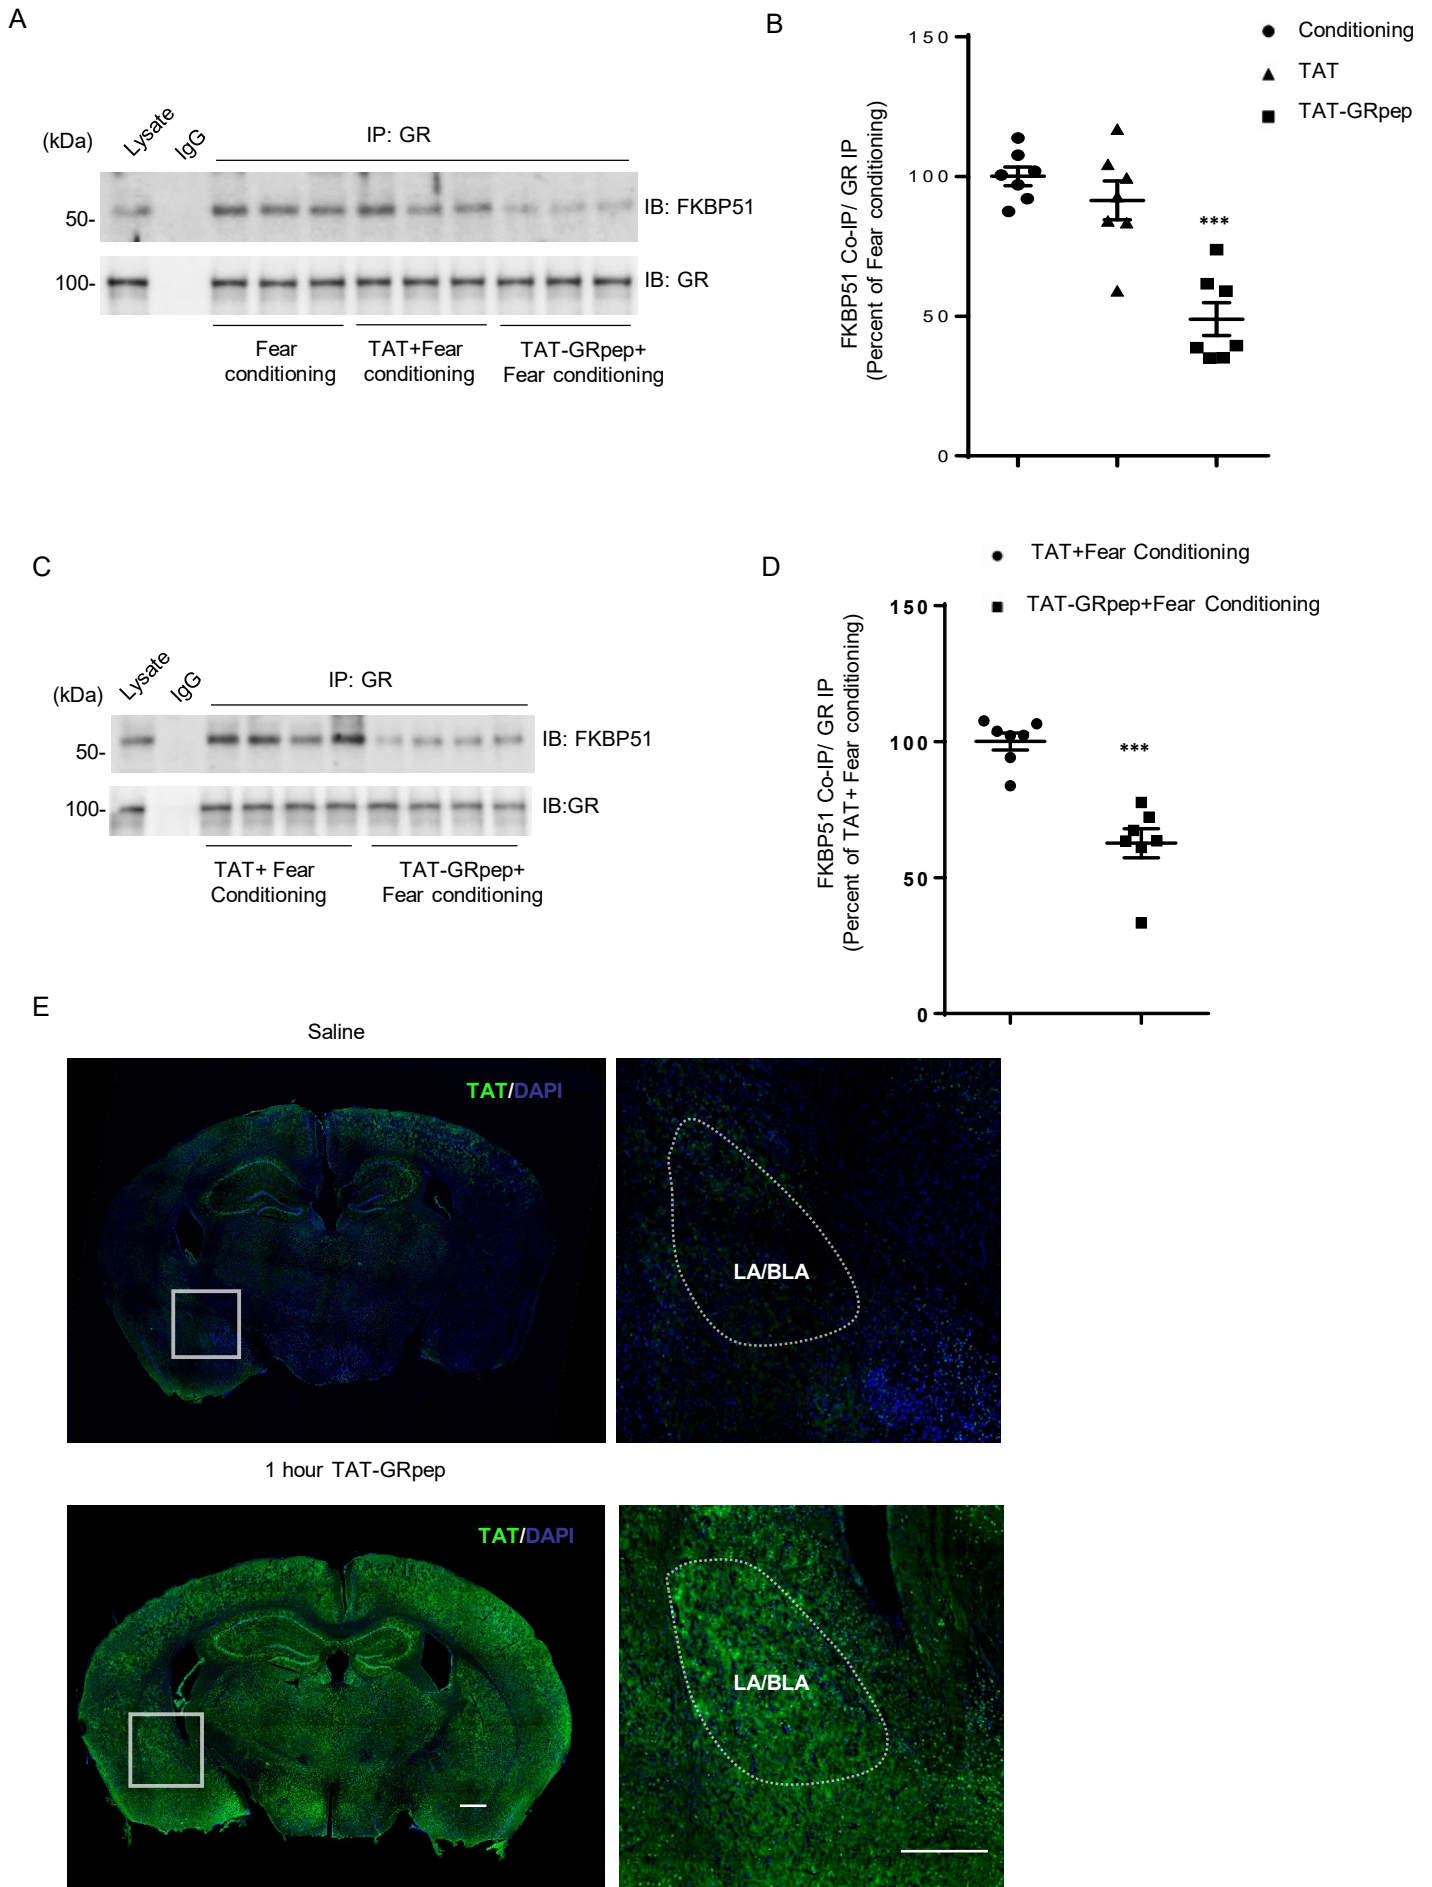 A
(kDa)
Lysate
IgG
IP: GR
50-
IB: FKBP51
100-
IB: GR
Fear
conditioning
TAT+Fear
conditioning
TAT-GRpep+
Fear conditioning
B
Conditioning
TAT
TAT-GRpep
FKBP51 Co-IP/ GR IP
(Percent of Fear conditioning)
150
100
50
0
***
C
(kDa)
Lysate
IgG
IP: GR
50-
IB: FKBP51
100-
IB:GR
TAT+ Fear
Conditioning
TAT-GRpep+
Fear conditioning
D
TAT+Fear Conditioning
TAT-GRpep+Fear Conditioning
FKBP51 Co-IP/ GR IP
(Percent of TAT+ Fear conditioning)
150
100
50
0
***
E
Saline
TAT/DAPI
LA/BLA
1 hour TAT-GRpep
TAT/DAPI
LA/BLA